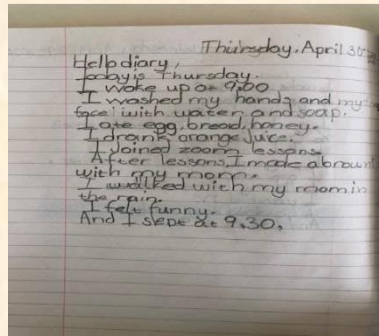 Thursday, April 30
Hello diary,
Today is Thursday.
I woke up at 9.00
I washed my hands and my
face with water and soap.
I ate egg, bread, honey.
I drank orange juice.
I joined zoom lessons
After lessons, I made a brown
with my mom.
I walked with my mom in
the rain.
I felt funny.
And I slept at 9.30.